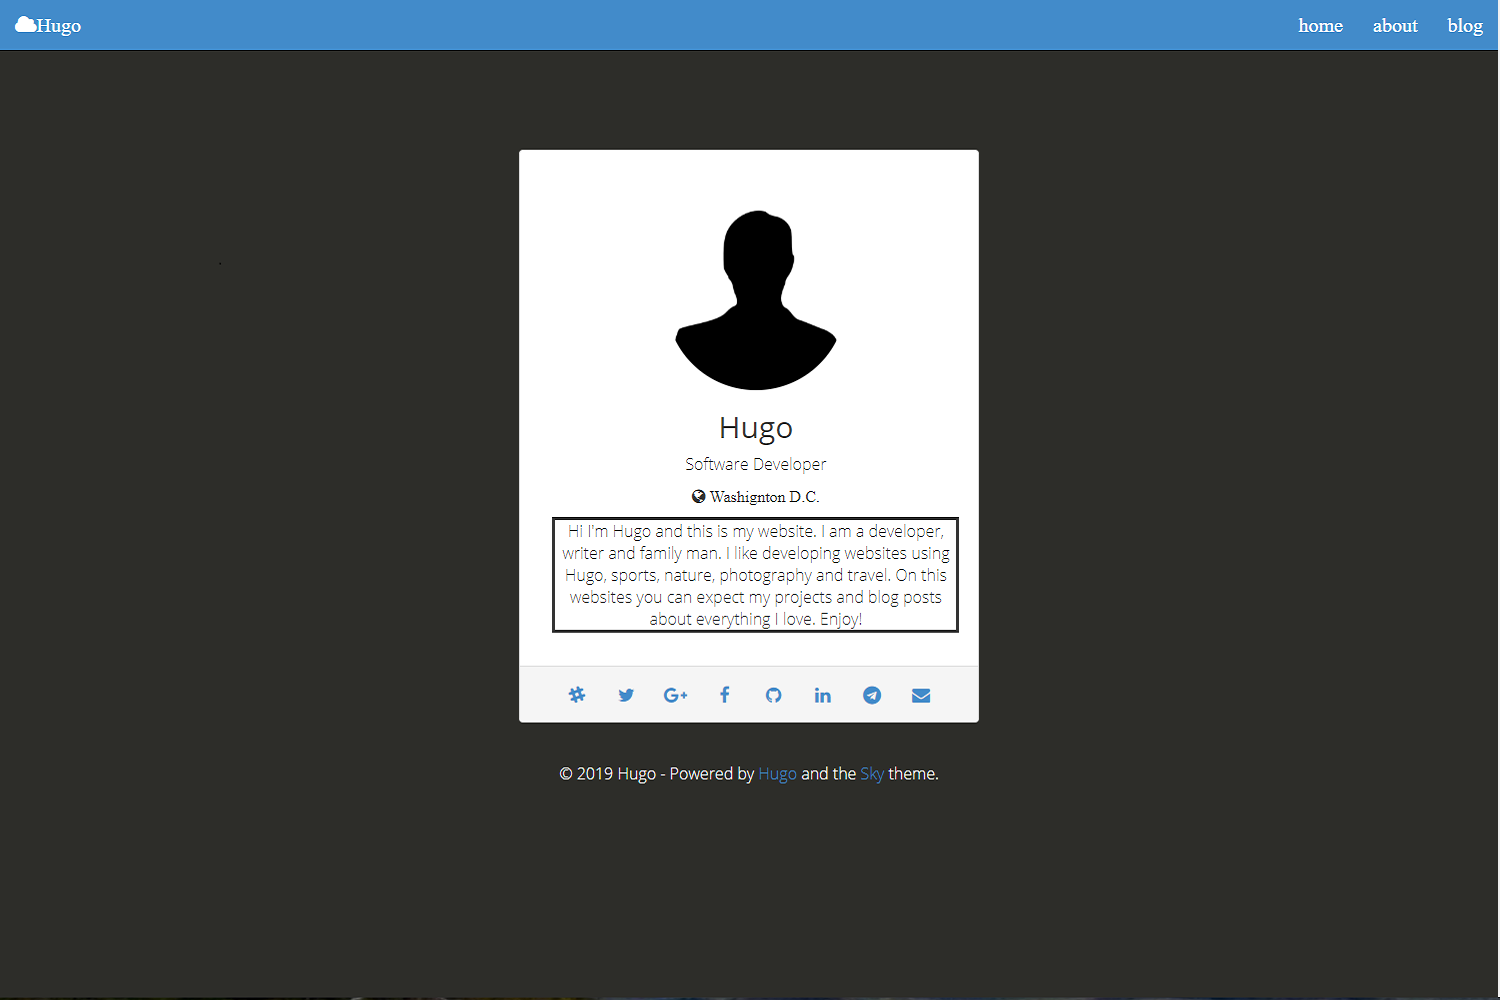 Hugo
home about blog
Hugo
Software Developer
Washignton D.C.
Hi I'm Hugo and this is my website. I am a developer,
writer and family man. I like developing websites using
Hugo, sports, nature, photography and travel. On this
websites you can expect my projects and blog posts
about everything I love. Enjoy!
© 2019 Hugo - Powered by Hugo and the Sky theme.